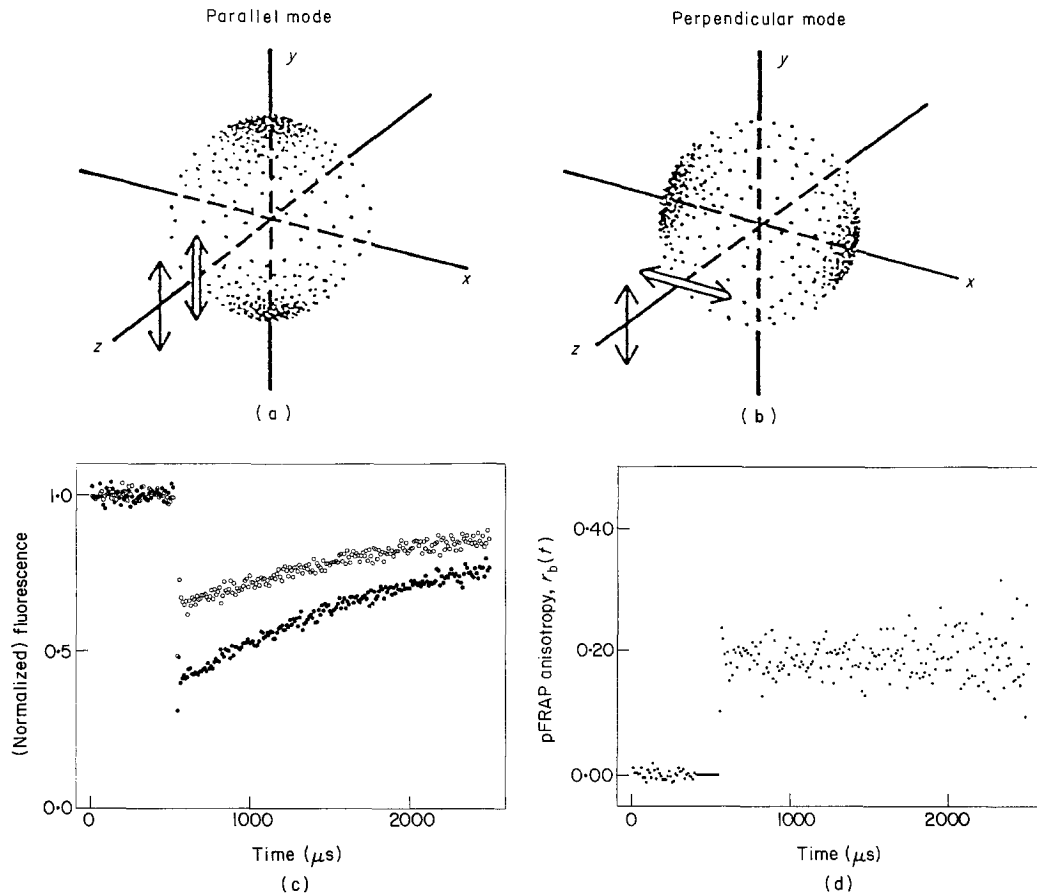 Parallel mode
Perpendicular mode
y
x
z
(a)
y
x
z
(b)
(Normalized) fluorescence
1·0
0·5
0·0
0
1000
2000
Time (μs)
(c)
pFRAP anisotropy, r_b(t)
0·40
0·20
0·00
0
1000
2000
Time (μs)
(d)